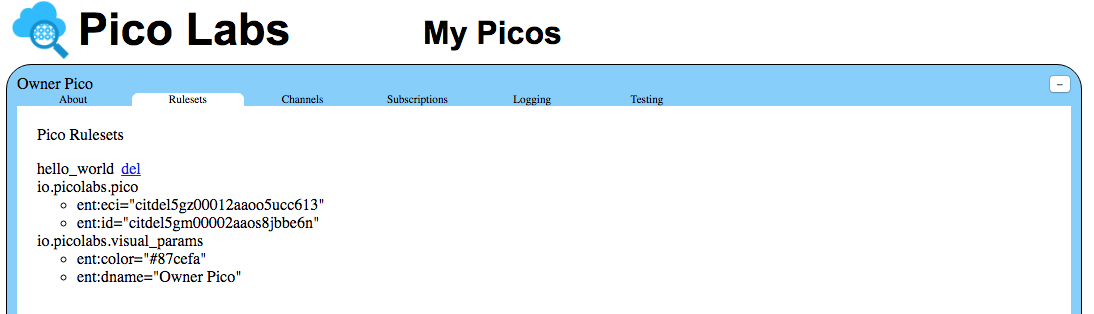 Pico Labs My Picos
Owner Pico –
About Rulesets Channels Subscriptions Logging Testing
Pico Rulesets
hello_world del
io.picolabs.pico
ent:eci="citdel5gz00012aaoo5ucc613"
ent:id="citdel5gm00002aaos8jbbe6n"
io.picolabs.visual_params
ent:color="#87cefa"
ent:dname="Owner Pico"